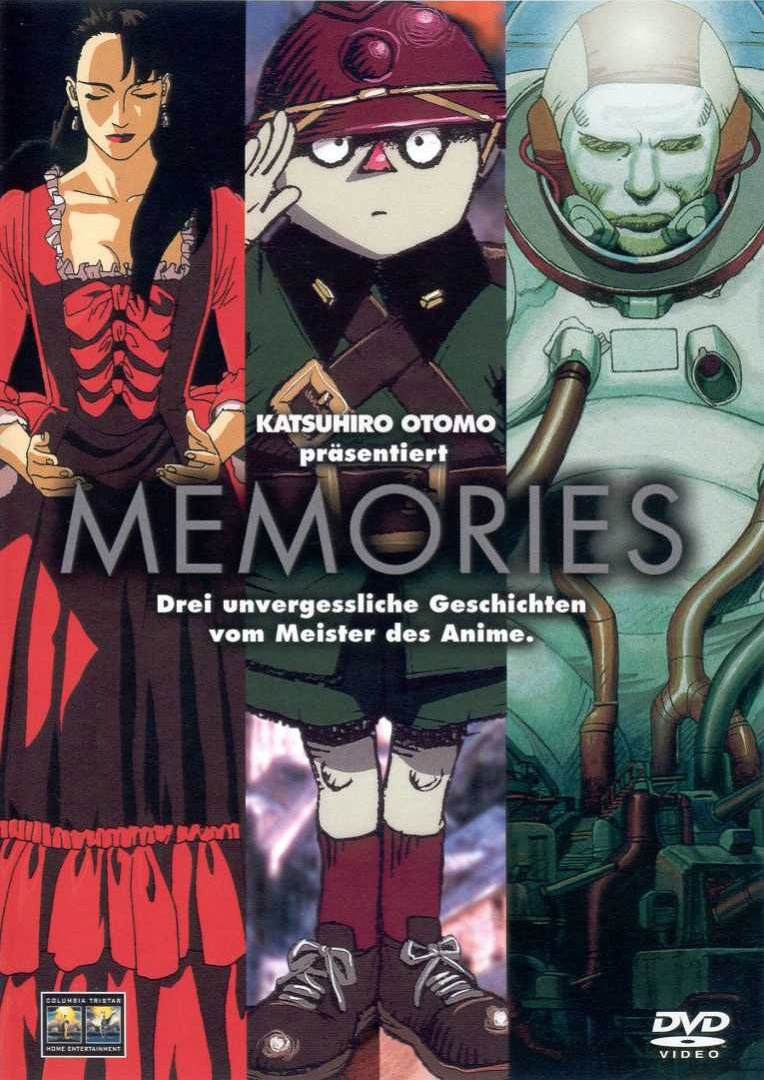 KATSUHIRO OTOMO
präsentiert
MEMORIES
Drei unvergessliche Geschichten
vom Meister des Anime.
COLUMBIA TRISTAR
HOME ENTERTAINMENT
DVD
VIDEO